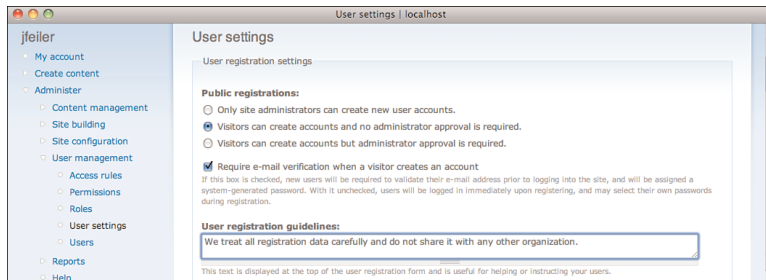 User settings | localhost
jfeiler
My account
Create content
Administer
Content management
Site building
Site configuration
User management
Access rules
Permissions
Roles
User settings
Users
Reports
Help
User settings
User registration settings
Public registrations:
Only site administrators can create new user accounts.
Visitors can create accounts and no administrator approval is required.
Visitors can create accounts but administrator approval is required.
Require e-mail verification when a visitor creates an account
If this box is checked, new users will be required to validate their e-mail address prior to logging into the site, and will be assigned a
system-generated password. With it unchecked, users will be logged in immediately upon registering, and may select their own passwords
during registration.
User registration guidelines:
We treat all registration data carefully and do not share it with any other organization.
This text is displayed at the top of the user registration form and is useful for helping or instructing your users.